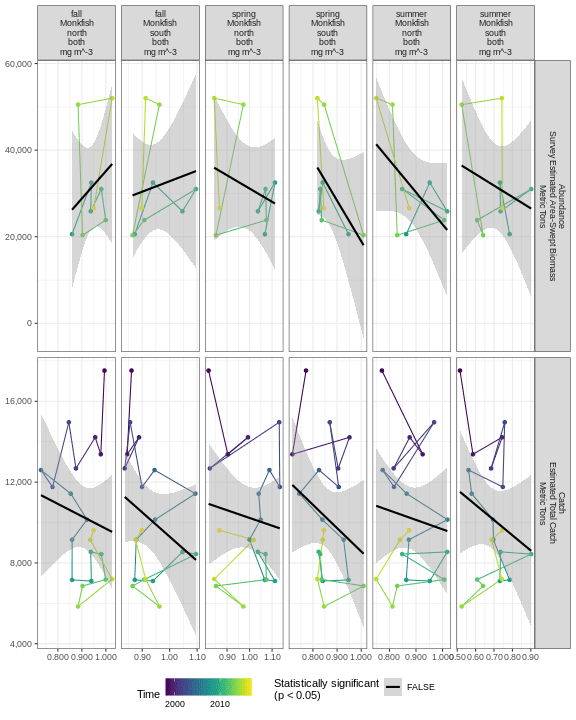 fall
Monkfish
north
both
mg m^-3
fall
Monkfish
south
both
mg m^-3
spring
Monkfish
north
both
mg m^-3
spring
Monkfish
south
both
mg m^-3
summer
Monkfish
north
both
mg m^-3
summer
Monkfish
south
both
mg m^-3
60,000
40,000
20,000
0
Abundance
Survey Estimated Area-Swept Biomass
Metric Tons
16,000
12,000
8,000
4,000
Catch
Estimated Total Catch
Metric Tons
0.800 0.900 1.000
0.90 1.00 1.10
0.90 1.00 1.10
0.80 0.90 1.00
0.800 0.900 1.000
0.50 0.60 0.70 0.80 0.90
Time
2000 2010
Statistically significant
(p < 0.05)
FALSE